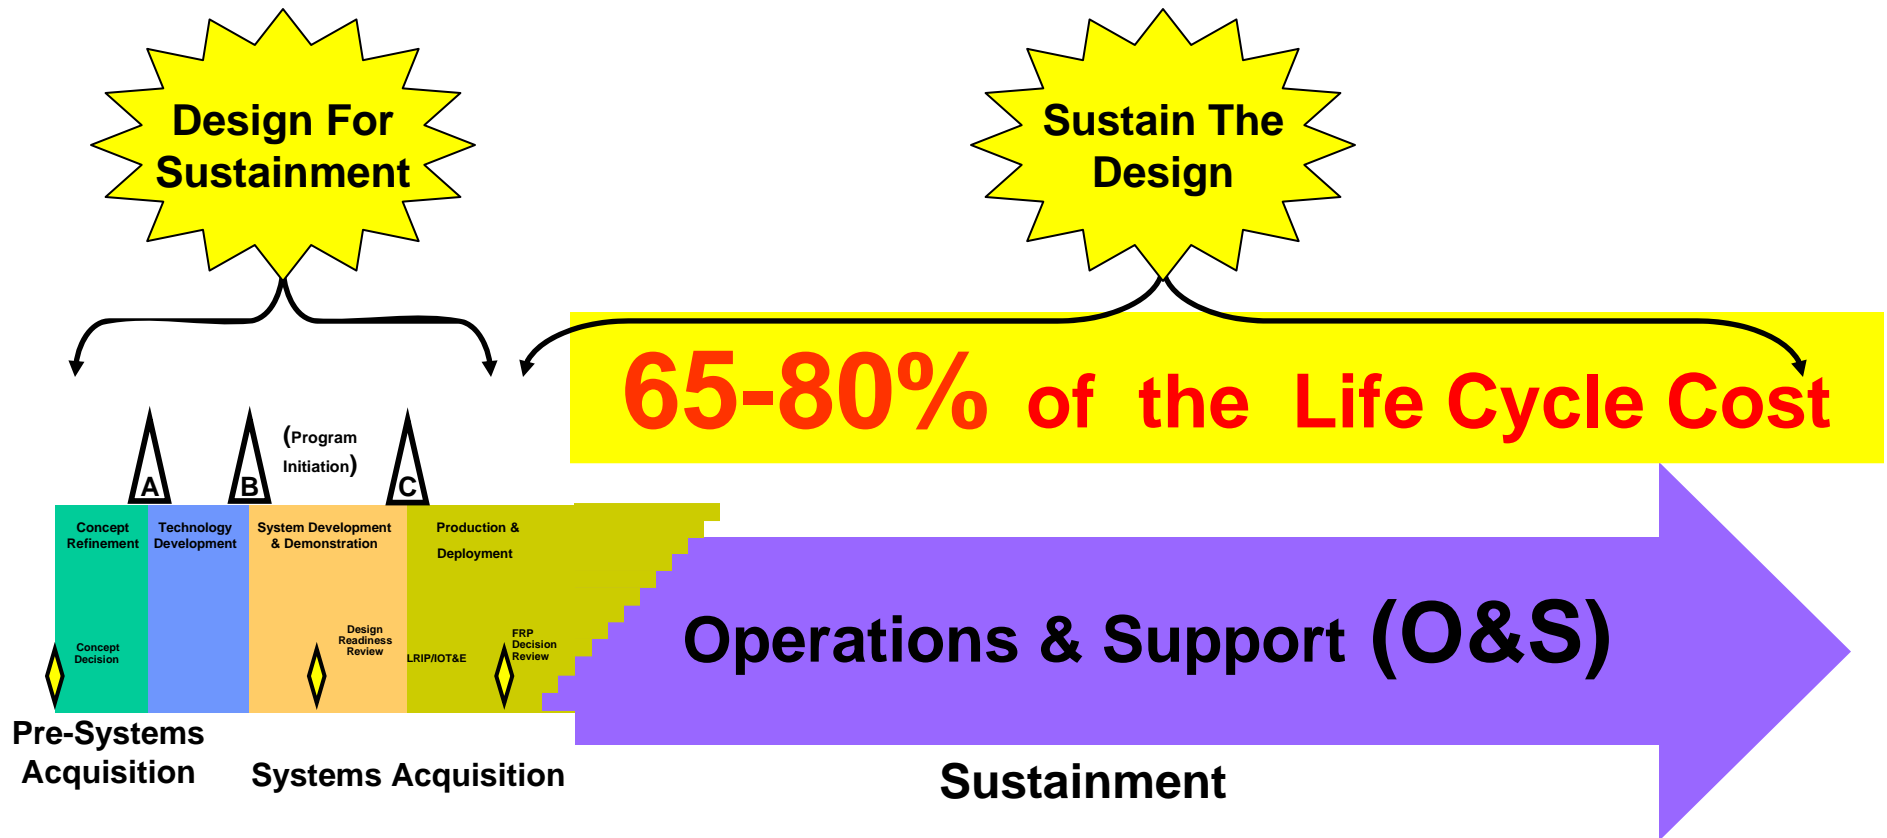 Design For
Sustainment
Sustain The
Design
65-80% of the Life Cycle Cost
(Program
Initiation)
A
B
C
Concept
Refinement
Technology
Development
System Development
& Demonstration
Production &
Deployment
Concept
Decision
Design
Readiness
Review
LRIP/IOT&E
FRP
Decision
Review
Operations & Support (O&S)
Pre-Systems
Acquisition
Systems Acquisition
Sustainment